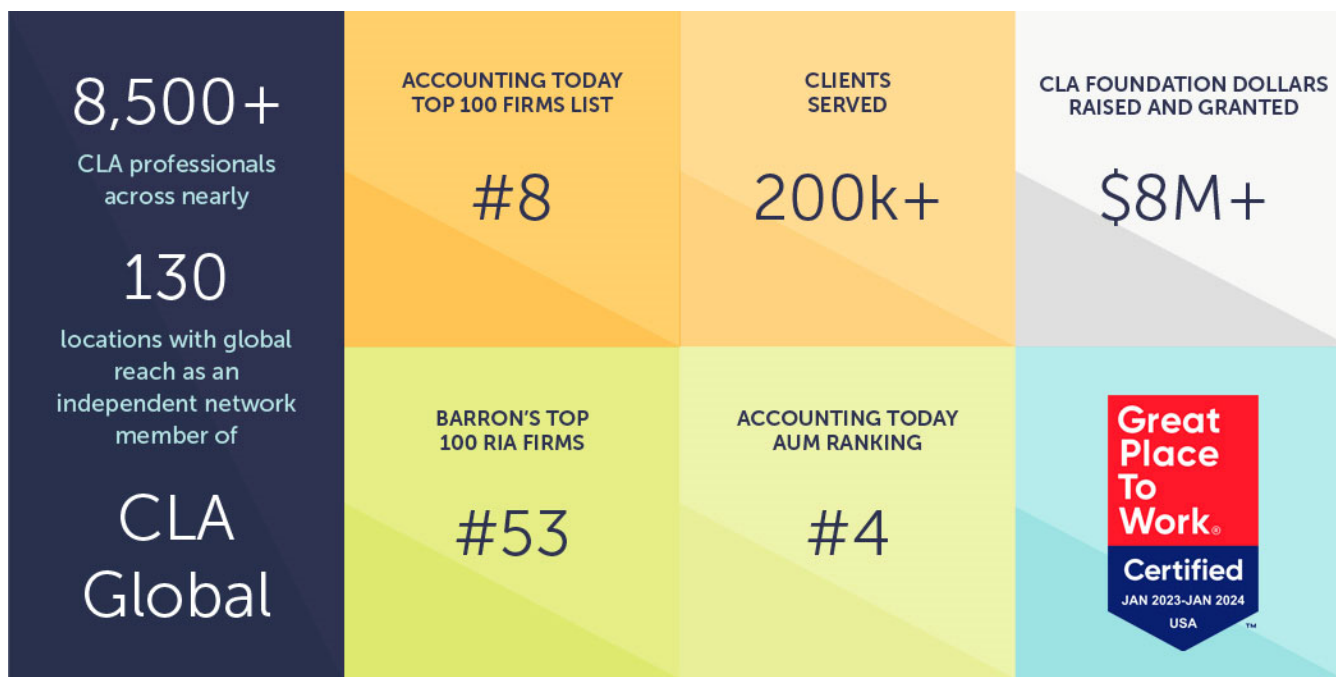 8,500+
CLA professionals
across nearly
130
locations with global
reach as an
independent network
member of
CLA
Global
ACCOUNTING TODAY
TOP 100 FIRMS LIST
#8
CLIENTS
SERVED
200k+
CLA FOUNDATION DOLLARS
RAISED AND GRANTED
$8M+
BARRON'S TOP
100 RIA FIRMS
#53
ACCOUNTING TODAY
AUM RANKING
#4
Great
Place
To
Work®
Certified
JAN 2023-JAN 2024
USA
™